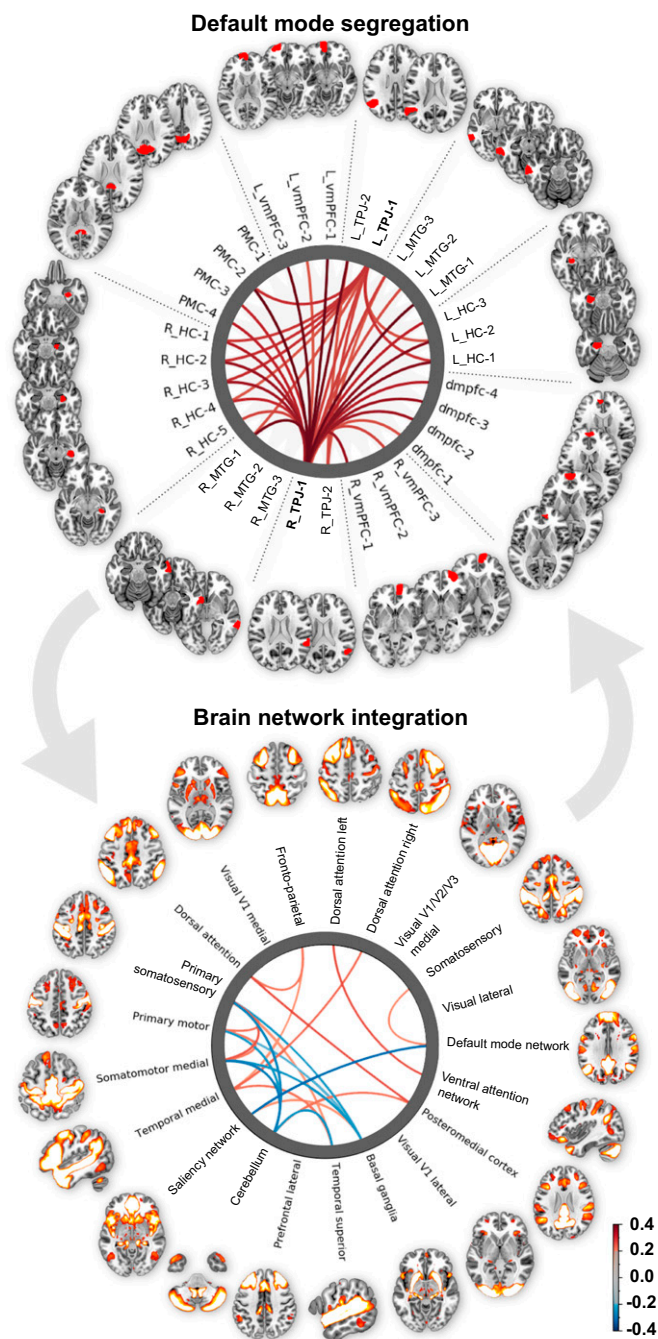 Default mode segregation
L_vmPFC-1
L_vmPFC-2
L_vmPFC-3
PMC-1
PMC-2
PMC-3
PMC-4
R_HC-1
R_HC-2
R_HC-3
R_HC-4
R_HC-5
R_MTG-1
R_MTG-2
R_MTG-3
R_TPJ-1
R_TPJ-2
R_vmPFC-1
R_vmPFC-2
R_vmPFC-3
dmpfc-1
dmpfc-2
dmpfc-3
dmpfc-4
L_HC-1
L_HC-2
L_HC-3
L_MTG-1
L_MTG-2
L_MTG-3
L_TPJ-1
L_TPJ-2
Brain network integration
Dorsal attention left
Fronto-parietal
Visual V1 medial
Dorsal attention
Primary
somatosensory
Primary motor
Somatomotor medial
Temporal medial
Saliency network
Cerebellum
Prefrontal lateral
Temporal superior
Basal ganglia
Visual V1 lateral
Posteromedial cortex
Ventral attention
network
Default mode network
Visual lateral
Somatosensory
Visual V1/V2/V3
medial
Dorsal attention right
0.4
0.2
0.0
-0.2
-0.4